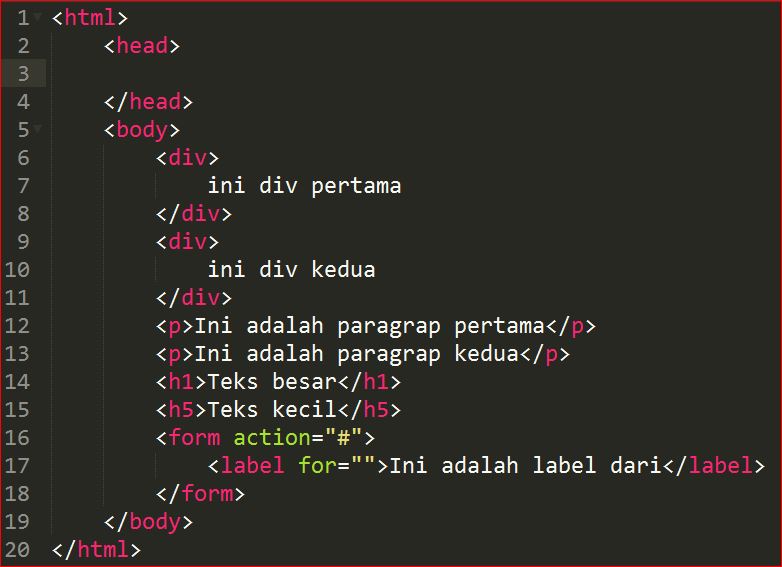 1 <html>
2     <head>
3
4     </head>
5     <body>
6         <div>
7             ini div pertama
8         </div>
9         <div>
10             ini div kedua
11         </div>
12         <p>Ini adalah paragrap pertama</p>
13         <p>Ini adalah paragrap kedua</p>
14         <h1>Teks besar</h1>
15         <h5>Teks kecil</h5>
16         <form action="#">
17             <label for="">Ini adalah label dari</label>
18         </form>
19     </body>
20 </html>